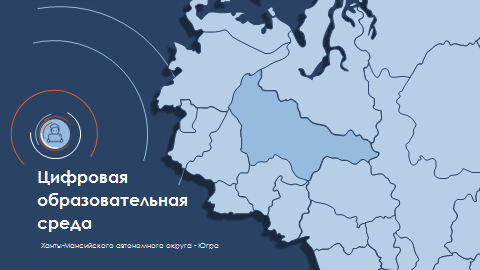 Цифровая
образовательная
среда
Ханты-Мансийского автономного округа - Югра